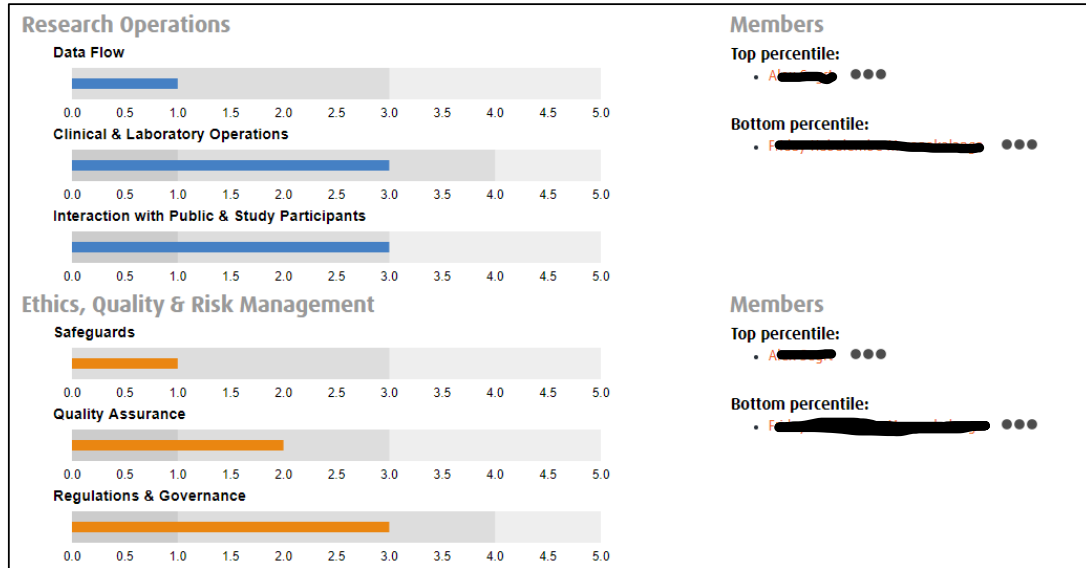 Research Operations
Data Flow
0.0 0.5 1.0 1.5 2.0 2.5 3.0 3.5 4.0 4.5 5.0
Clinical & Laboratory Operations
0.0 0.5 1.0 1.5 2.0 2.5 3.0 3.5 4.0 4.5 5.0
Interaction with Public & Study Participants
0.0 0.5 1.0 1.5 2.0 2.5 3.0 3.5 4.0 4.5 5.0
Members
Top percentile:
Bottom percentile:
Ethics, Quality & Risk Management
Safeguards
0.0 0.5 1.0 1.5 2.0 2.5 3.0 3.5 4.0 4.5 5.0
Quality Assurance
0.0 0.5 1.0 1.5 2.0 2.5 3.0 3.5 4.0 4.5 5.0
Regulations & Governance
0.0 0.5 1.0 1.5 2.0 2.5 3.0 3.5 4.0 4.5 5.0
Members
Top percentile:
Bottom percentile: